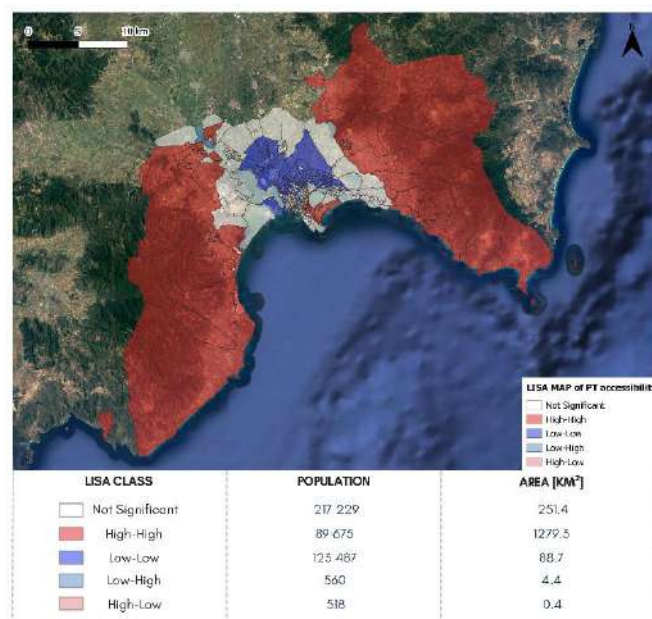 0 5 10 km
N
LISA MAP of PT accessibilit
Not Significant
High-High
Low-Low
Low-High
High-Low
LISA CLASS POPULATION AREA [KM²]
Not Significant 217 229 251.4
High-High 89 675 1279.3
Low-Low 123 487 88.7
Low-High 560 4.4
High-Low 518 0.4